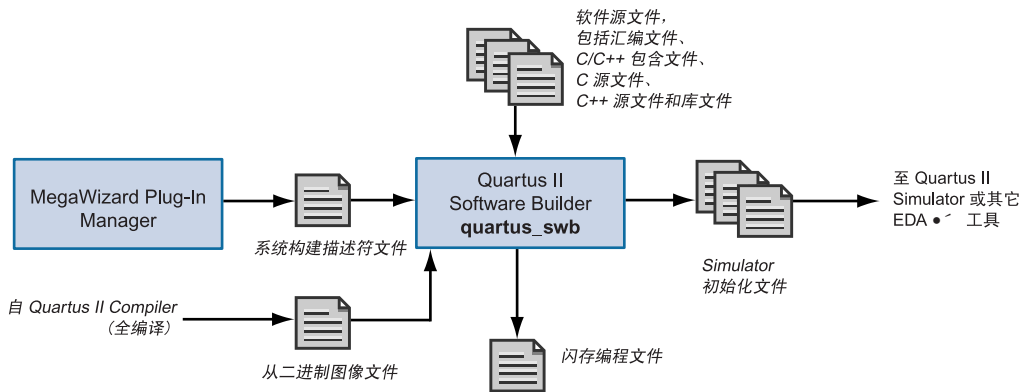 软件源文件，
包括汇编文件、
C/C++ 包含文件、
C 源文件、
C++ 源文件和库文件
MegaWizard Plug-In
Manager
系统构建描述符文件
Quartus II
Software Builder
quartus_swb
Simulator
初始化文件
至 Quartus II
Simulator 或其它
EDA •ˊ 工具
自 Quartus II Compiler
（全编译）
从二进制图像文件
闪存编程文件